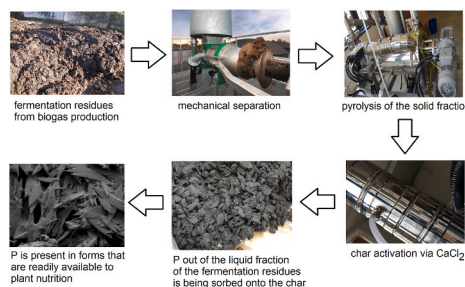 fermentation residues
from biogas production
mechanical separation
pyrolysis of the solid fractio
char activation via CaCl₂
P out of the liquid fraction
of the fermentation residues
is being sorbed onto the char
P is present in forms that
are readily available to
plant nutrition